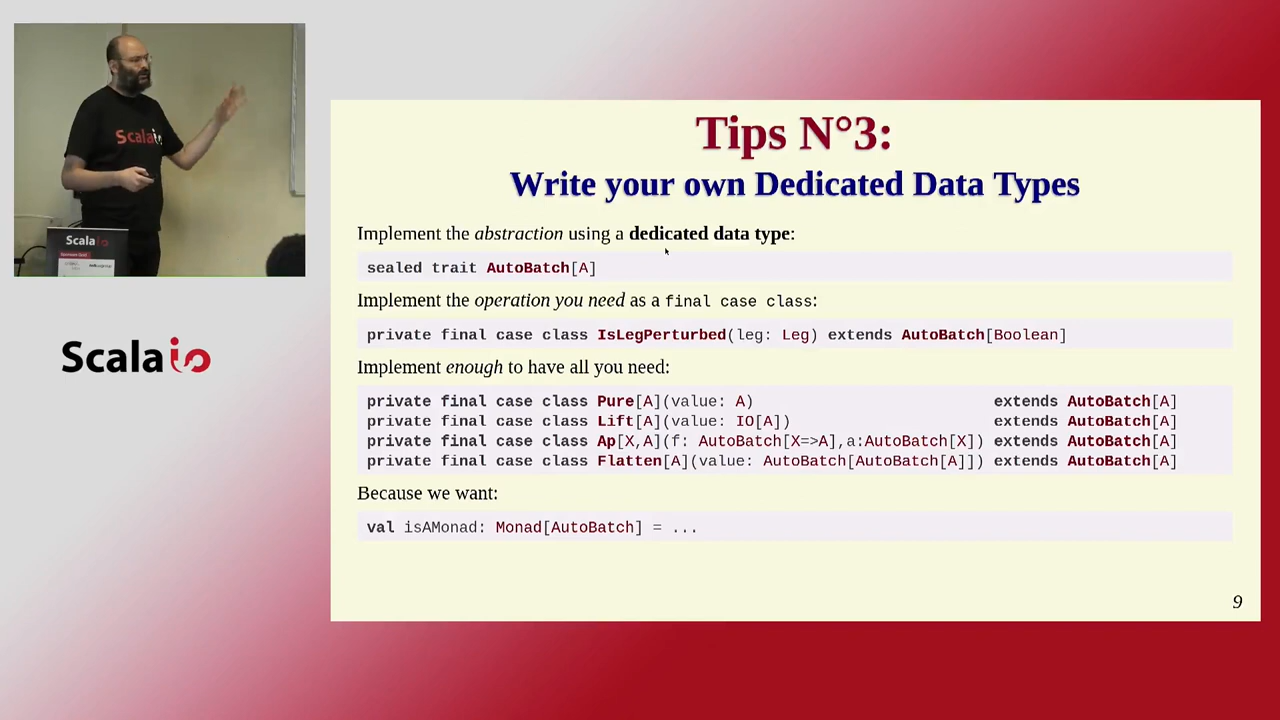 Scalaio
Scalaio
Scalaio
Tips N°3:
Write your own Dedicated Data Types
Implement the abstraction using a dedicated data type:
sealed trait AutoBatch[A]
Implement the operation you need as a final case class:
private final case class IsLegPerturbed(leg: Leg) extends AutoBatch[Boolean]
Implement enough to have all you need:
private final case class Pure[A](value: A) extends AutoBatch[A]
private final case class Lift[A](value: IO[A]) extends AutoBatch[A]
private final case class Ap[X,A](f: AutoBatch[X=>A],a:AutoBatch[X]) extends AutoBatch[A]
private final case class Flatten[A](value: AutoBatch[AutoBatch[A]]) extends AutoBatch[A]
Because we want:
val isAMonad: Monad[AutoBatch] = ...
9